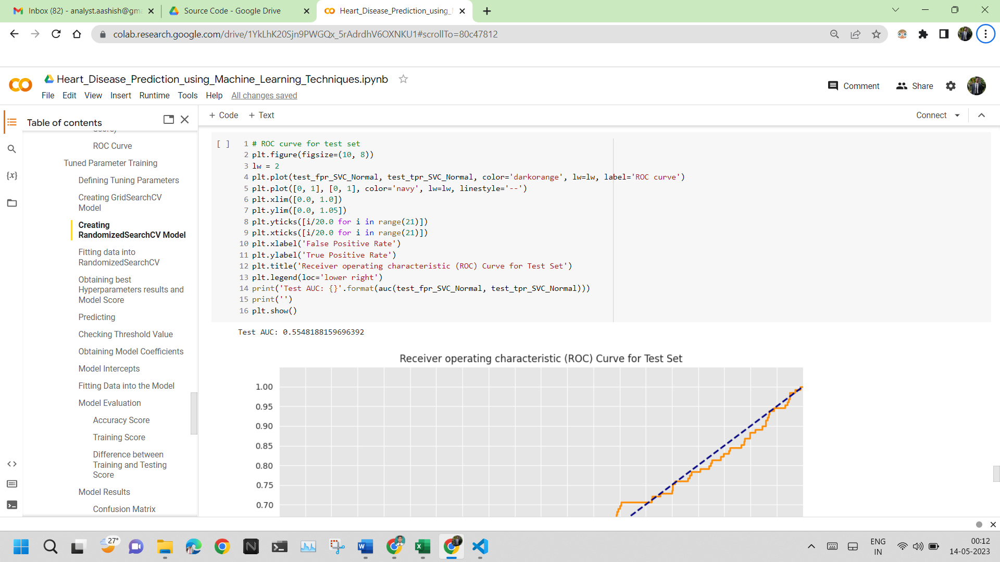 Inbox (82) - analyst.aashish@gma
Source Code - Google Drive
Heart_Disease_Prediction_using_M
colab.research.google.com/drive/1YkLhK20Sjn9PWGQx_5rAdrdhV6OXNKU1#scrollTo=80c47812
Heart_Disease_Prediction_using_Machine_Learning_Techniques.ipynb
File Edit View Insert Runtime Tools Help All changes saved
Comment Share
Table of contents
+ Code + Text
Connect
ROC Curve
Tuned Parameter Training
Defining Tuning Parameters
Creating GridSearchCV
Model
Creating
RandomizedSearchCV Model
Fitting data into
RandomizedSearchCV
Obtaining best
Hyperparameters results and
Model Score
Predicting
Checking Threshold Value
Obtaining Model Coefficients
Model Intercepts
Fitting Data into the Model
Model Evaluation
Accuracy Score
Training Score
Difference between
Training and Testing
Score
Model Results
Confusion Matrix
[ ]
1 # ROC curve for test set
2 plt.figure(figsize=(10, 8))
3 lw = 2
4 plt.plot(test_fpr_SVC_Normal, test_tpr_SVC_Normal, color='darkorange', lw=lw, label='ROC curve')
5 plt.plot([0, 1], [0, 1], color='navy', lw=lw, linestyle='--')
6 plt.xlim([0.0, 1.0])
7 plt.ylim([0.0, 1.05])
8 plt.yticks([i/20.0 for i in range(21)])
9 plt.xticks([i/20.0 for i in range(21)])
10 plt.xlabel('False Positive Rate')
11 plt.ylabel('True Positive Rate')
12 plt.title('Receiver operating characteristic (ROC) Curve for Test Set')
13 plt.legend(loc='lower right')
14 print('Test AUC: {}'.format(auc(test_fpr_SVC_Normal, test_tpr_SVC_Normal)))
15 print('')
16 plt.show()
Test AUC: 0.5548188159696392
Receiver operating characteristic (ROC) Curve for Test Set
1.00
0.95
0.90
0.85
0.80
0.75
0.70
27°
ENG
IN
00:12
14-05-2023